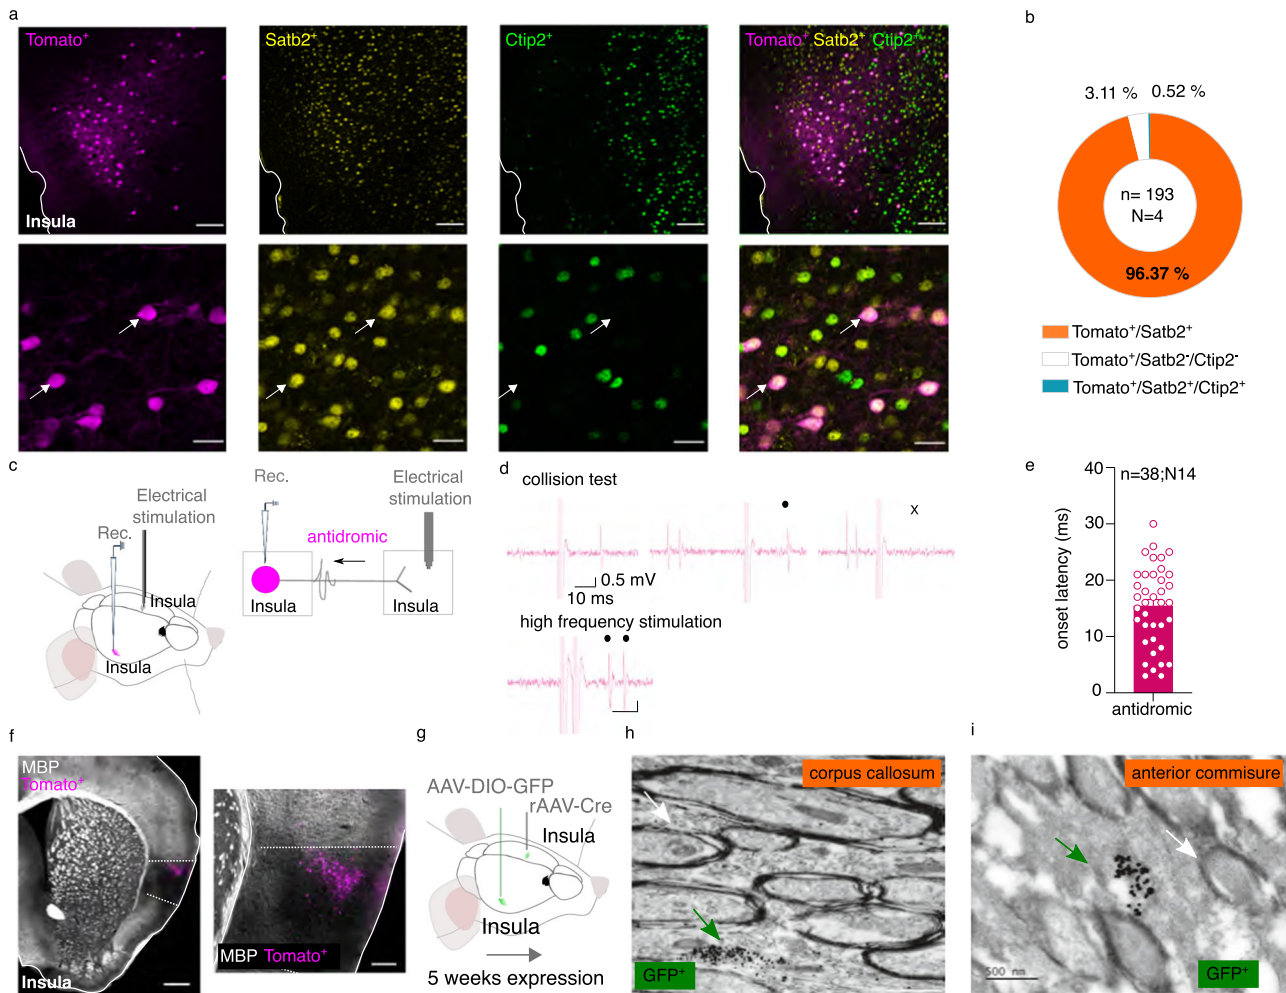 a
Tomato⁺
Satb2⁺
Ctip2⁺
Tomato⁺ Satb2⁺ Ctip2⁺
Insula
b
3.11 %
0.52 %
n= 193
N=4
96.37 %
Tomato⁺/Satb2⁺
Tomato⁺/Satb2⁻/Ctip2⁻
Tomato⁺/Satb2⁺/Ctip2⁺
c
Electrical
stimulation
Rec.
Insula
Insula
Rec.
Electrical
stimulation
antidromic
Insula
Insula
d
collision test
x
0.5 mV
10 ms
high frequency stimulation
e
n=38;N14
onset latency (ms)
40
30
20
10
0
antidromic
f
MBP
Tomato⁺
Insula
MBP Tomato⁺
g
AAV-DIO-GFP
rAAV-Cre
Insula
Insula
5 weeks expression
h
corpus callosum
GFP⁺
i
anterior commisure
500 nm
GFP⁺